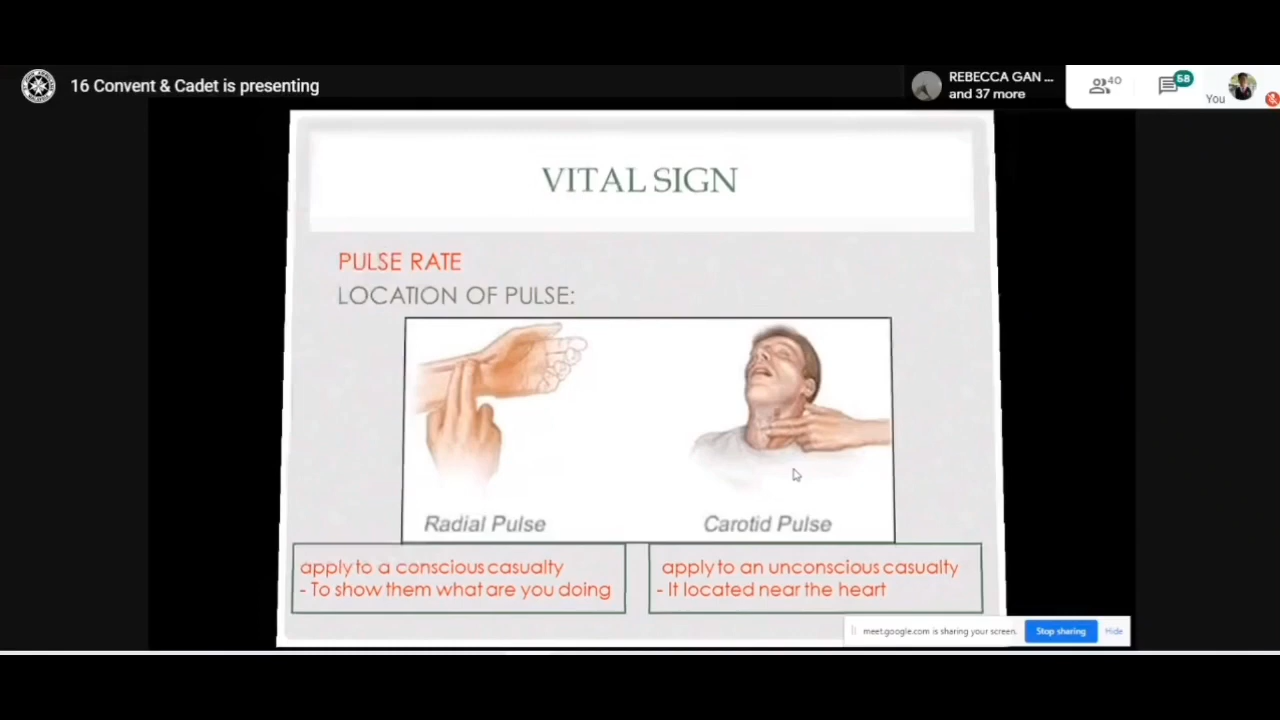 16 Convent & Cadet is presenting
REBECCA GAN ...
and 37 more
40
58
You
VITAL SIGN
PULSE RATE
LOCATION OF PULSE:
Radial Pulse
Carotid Pulse
apply to a conscious casualty
- To show them what are you doing
apply to an unconscious casualty
- It located near the heart
meet.google.com is sharing your screen.
Stop sharing
Hide